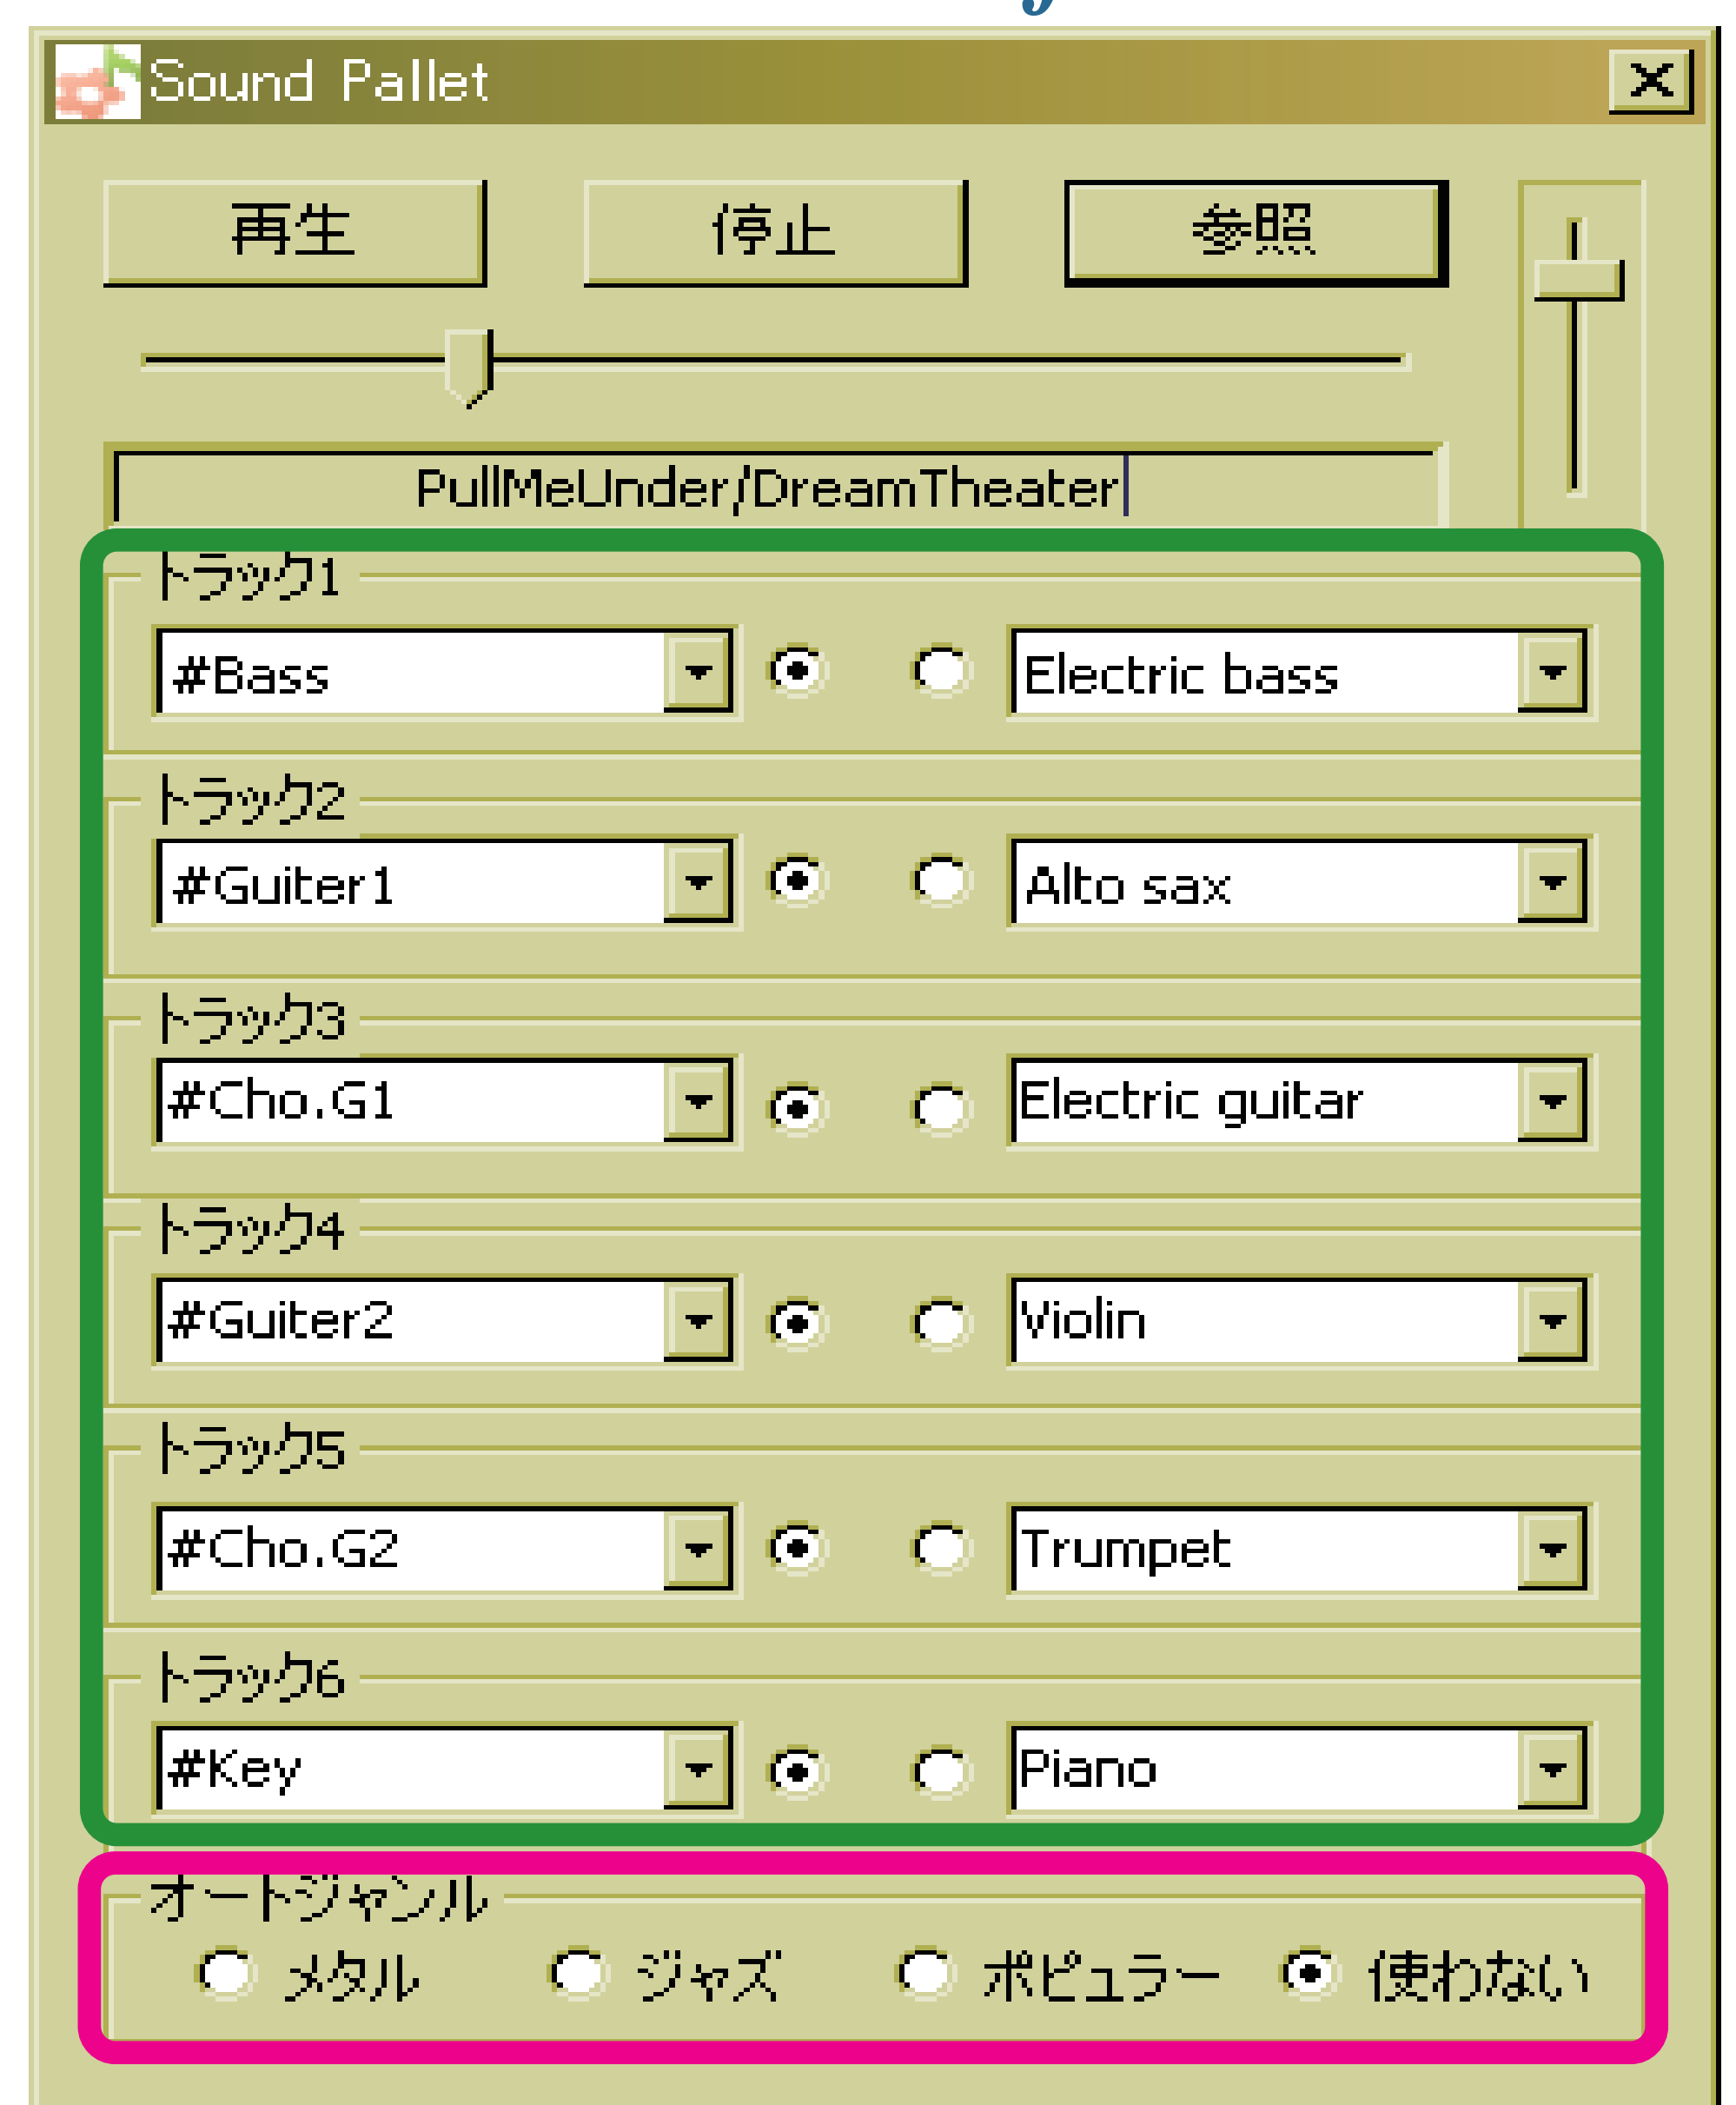 Sound Pallet
再生 停止 参照
PullMeUnder/DreamTheater
トラック1
#Bass Electric bass
トラック2
#Guiter1 Alto sax
トラック3
#Cho.G1 Electric guitar
トラック4
#Guiter2 Violin
トラック5
#Cho.G2 Trumpet
トラック6
#Key Piano
オートジャンル
メタル ジャズ ポピュラー 使わない